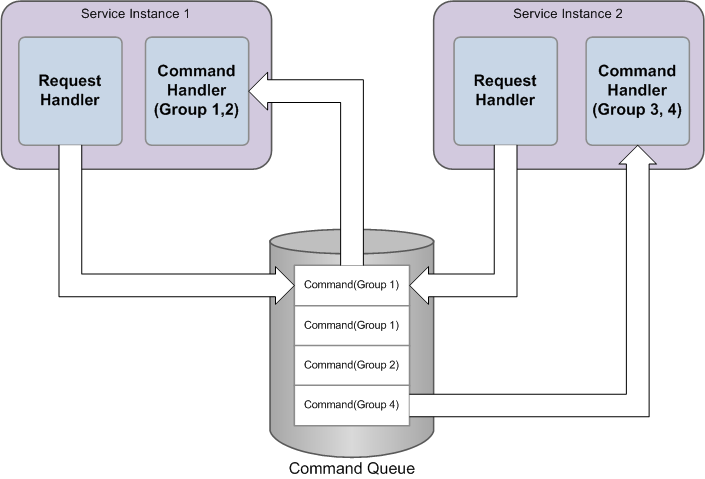 Service Instance 1
Request
Handler
Command
Handler
(Group 1,2)
Service Instance 2
Request
Handler
Command
Handler
(Group 3, 4)
Command(Group 1)
Command(Group 1)
Command(Group 2)
Command(Group 4)
Command Queue